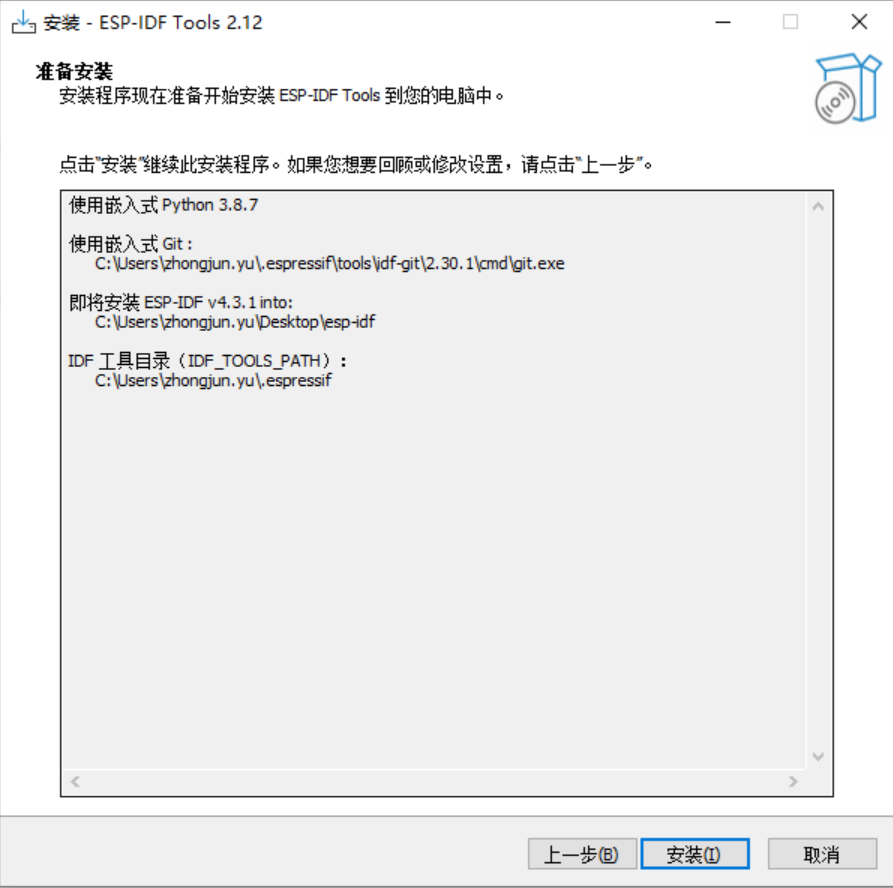 安装 - ESP-IDF Tools 2.12
准备安装
安装程序现在准备开始安装 ESP-IDF Tools 到您的电脑中。
点击“安装”继续此安装程序。如果您想要回顾或修改设置，请点击“上一步”。
使用嵌入式 Python 3.8.7
使用嵌入式 Git：
C:\Users\zhongjun.yu\.espressif\tools\idf-git\2.30.1\cmd\git.exe
即将安装 ESP-IDF v4.3.1 into:
C:\Users\zhongjun.yu\Desktop\esp-idf
IDF 工具目录（IDF_TOOLS_PATH）：
C:\Users\zhongjun.yu\.espressif
上一步(B) 安装(I) 取消